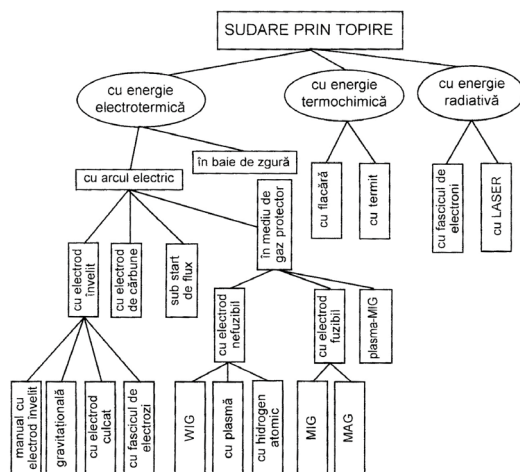 SUDARE PRIN TOPIRE
cu energie
electrotermică
cu energie
termochimică
cu energie
radiativă
în baie de zgură
cu arcul electric
cu flacără
cu termit
cu fascicul de
electroni
cu LASER
în mediu de
gaz protector
cu electrod
învelit
cu electrod
de cărbune
sub start
de flux
cu electrod
nefuzibil
cu electrod
fuzibil
plasma-MIG
manual cu
electrod învelit
gravitațională
cu electrod
culcat
cu fascicul de
electrozi
WIG
cu plasmă
cu hidrogen
atomic
MIG
MAG